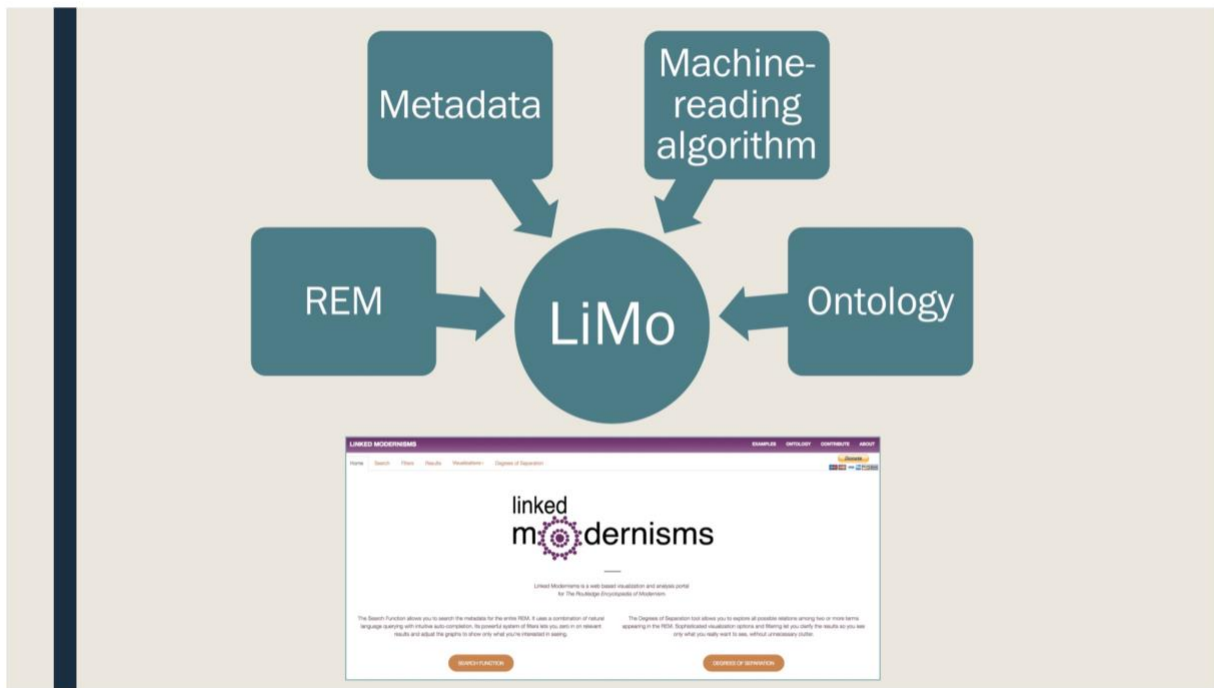 Metadata
Machine-
reading
algorithm
REM
LiMo
Ontology
LINKED MODERNISMS
EXAMPLES ONTOLOGY CONTRIBUTE ABOUT
Home Search Filters Results Visualizations Degrees of Separation
Donate
linked
modernisms
Linked Modernisms is a web based visualization and analysis portal
for The Routledge Encyclopedia of Modernism.
The Search Function allows you to search the metadata for the entire REM. It uses a combination of natural
language querying with intuitive auto completion. Its powerful system of filters lets you zero in on relevant
results and adjust the graphs to show only what you're interested in seeing.
The Degrees of Separation tool allows you to explore all possible relations among two or more terms
appearing in the REM. Sophisticated visualization options and filtering let you clarify the results so you see
only what you really want to see, without unnecessary clutter.
SEARCH FUNCTION
DEGREES OF SEPARATION